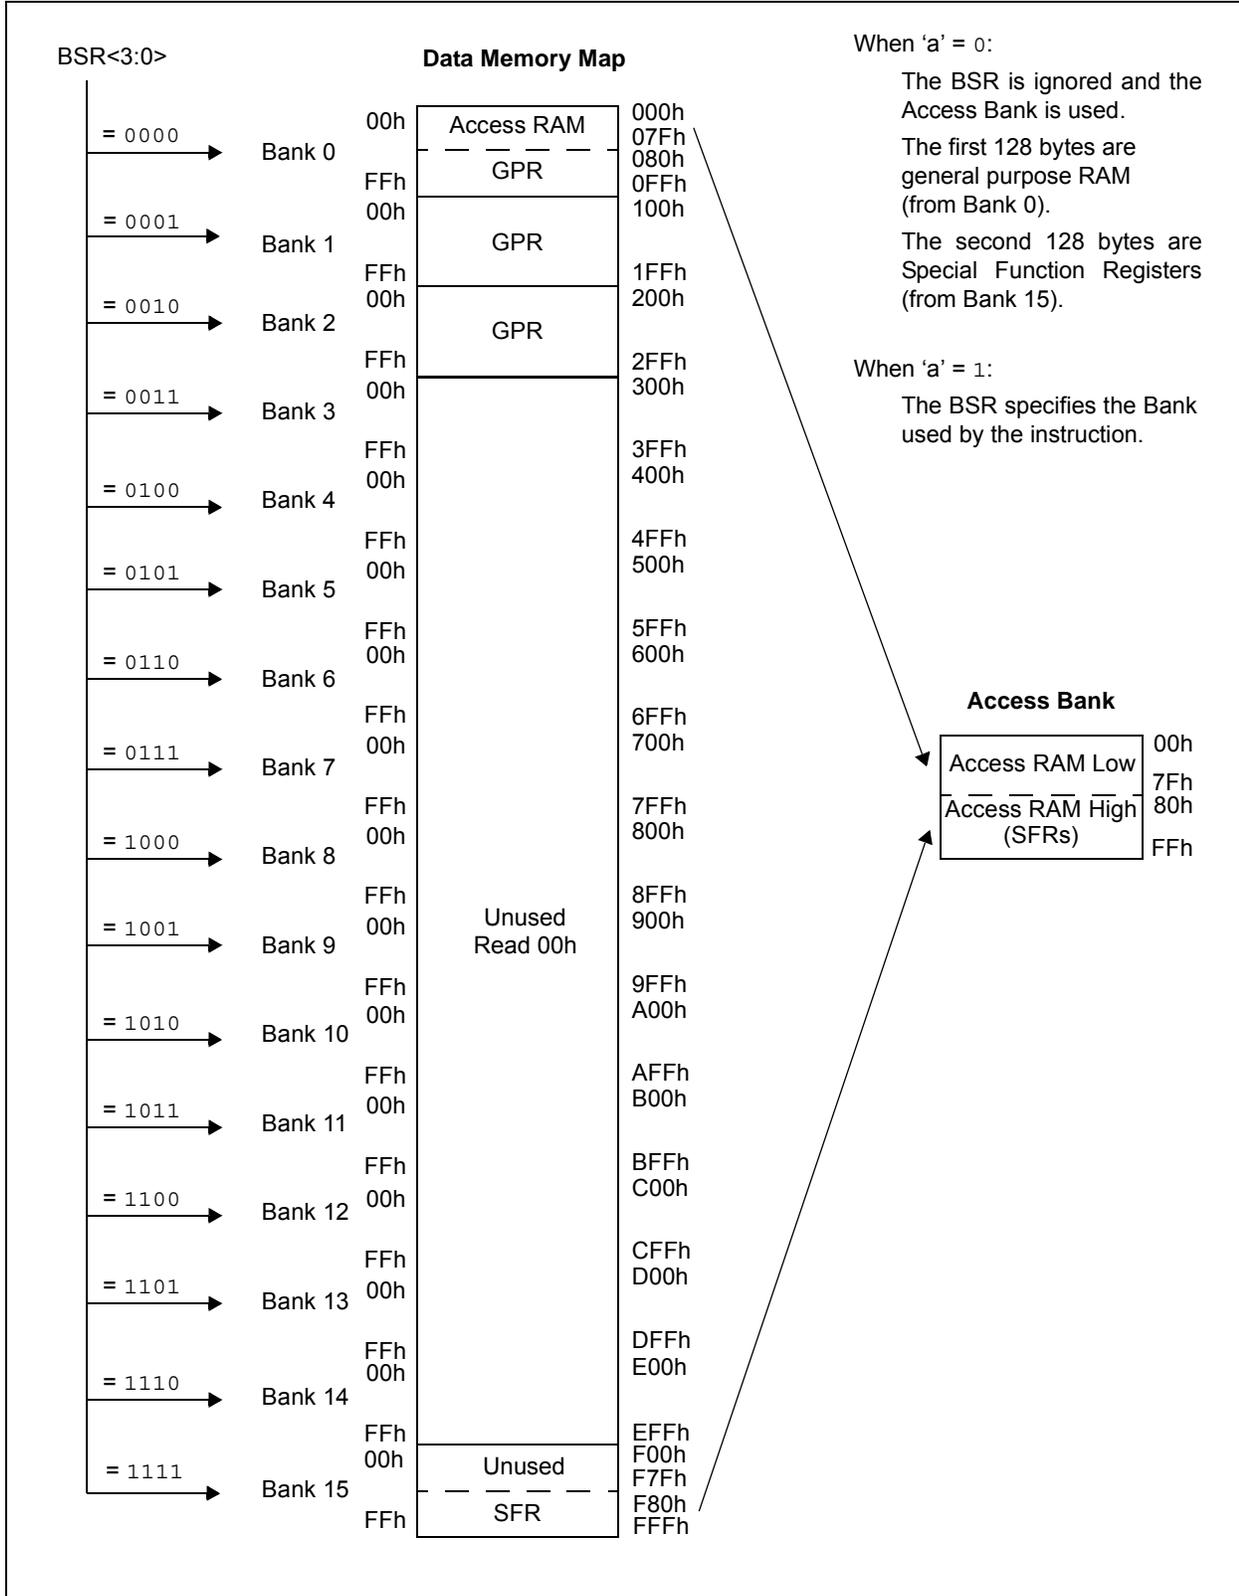 BSR<3:0>
Data Memory Map
= 0000
Bank 0
00h
FFh
Access RAM
GPR
000h
07Fh
080h
0FFh
= 0001
Bank 1
00h
FFh
GPR
100h
1FFh
= 0010
Bank 2
00h
FFh
GPR
200h
2FFh
= 0011
Bank 3
00h
FFh
300h
3FFh
= 0100
Bank 4
00h
FFh
400h
4FFh
= 0101
Bank 5
00h
FFh
500h
5FFh
= 0110
Bank 6
00h
FFh
600h
6FFh
= 0111
Bank 7
00h
FFh
700h
7FFh
= 1000
Bank 8
00h
FFh
800h
8FFh
= 1001
Bank 9
00h
FFh
Unused
Read 00h
900h
9FFh
= 1010
Bank 10
00h
FFh
A00h
AFFh
= 1011
Bank 11
00h
FFh
B00h
BFFh
= 1100
Bank 12
00h
FFh
C00h
CFFh
= 1101
Bank 13
00h
FFh
D00h
DFFh
= 1110
Bank 14
00h
FFh
E00h
EFFh
= 1111
Bank 15
00h
FFh
Unused
SFR
F00h
F7Fh
F80h
FFFh
When ‘a’ = 0:
The BSR is ignored and the
Access Bank is used.
The first 128 bytes are
general purpose RAM
(from Bank 0).
The second 128 bytes are
Special Function Registers
(from Bank 15).
When ‘a’ = 1:
The BSR specifies the Bank
used by the instruction.
Access Bank
Access RAM Low
Access RAM High
(SFRs)
00h
7Fh
80h
FFh